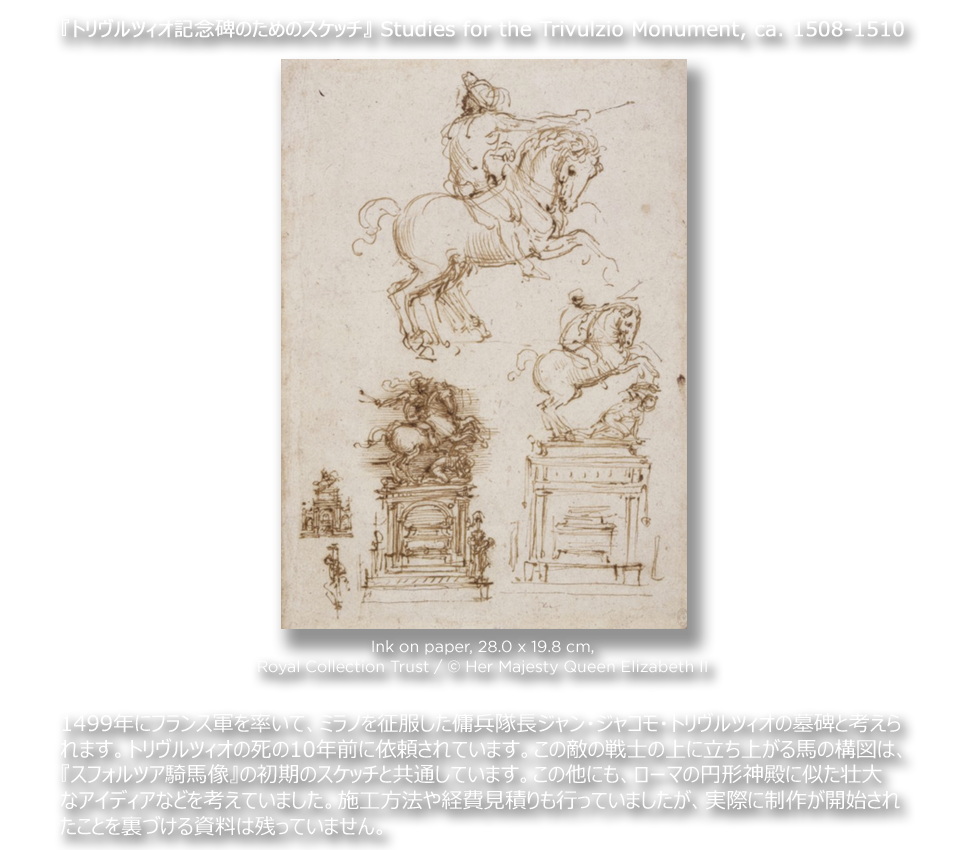 『トリヴルツィオ記念碑のためのスケッチ』 Studies for the Trivulzio Monument, ca. 1508-1510
Ink on paper, 28.0 x 19.8 cm,
Royal Collection Trust / © Her Majesty Queen Elizabeth II
1499年にフランス軍を率いて、ミラノを征服した傭兵隊長ジャン・ジャコモ・トリヴルツィオの墓碑と考えら
れます。トリヴルツィオの死の10年前に依頼されています。この敵の戦士の上に立ち上がる馬の構図は、
『スフォルツア騎馬像』の初期のスケッチと共通しています。この他にも、ローマの円形神殿に似た壮大
なアイディアなどを考えていました。施工方法や経費見積りも行っていましたが、実際に制作が開始され
たことを裏づける資料は残っていません。